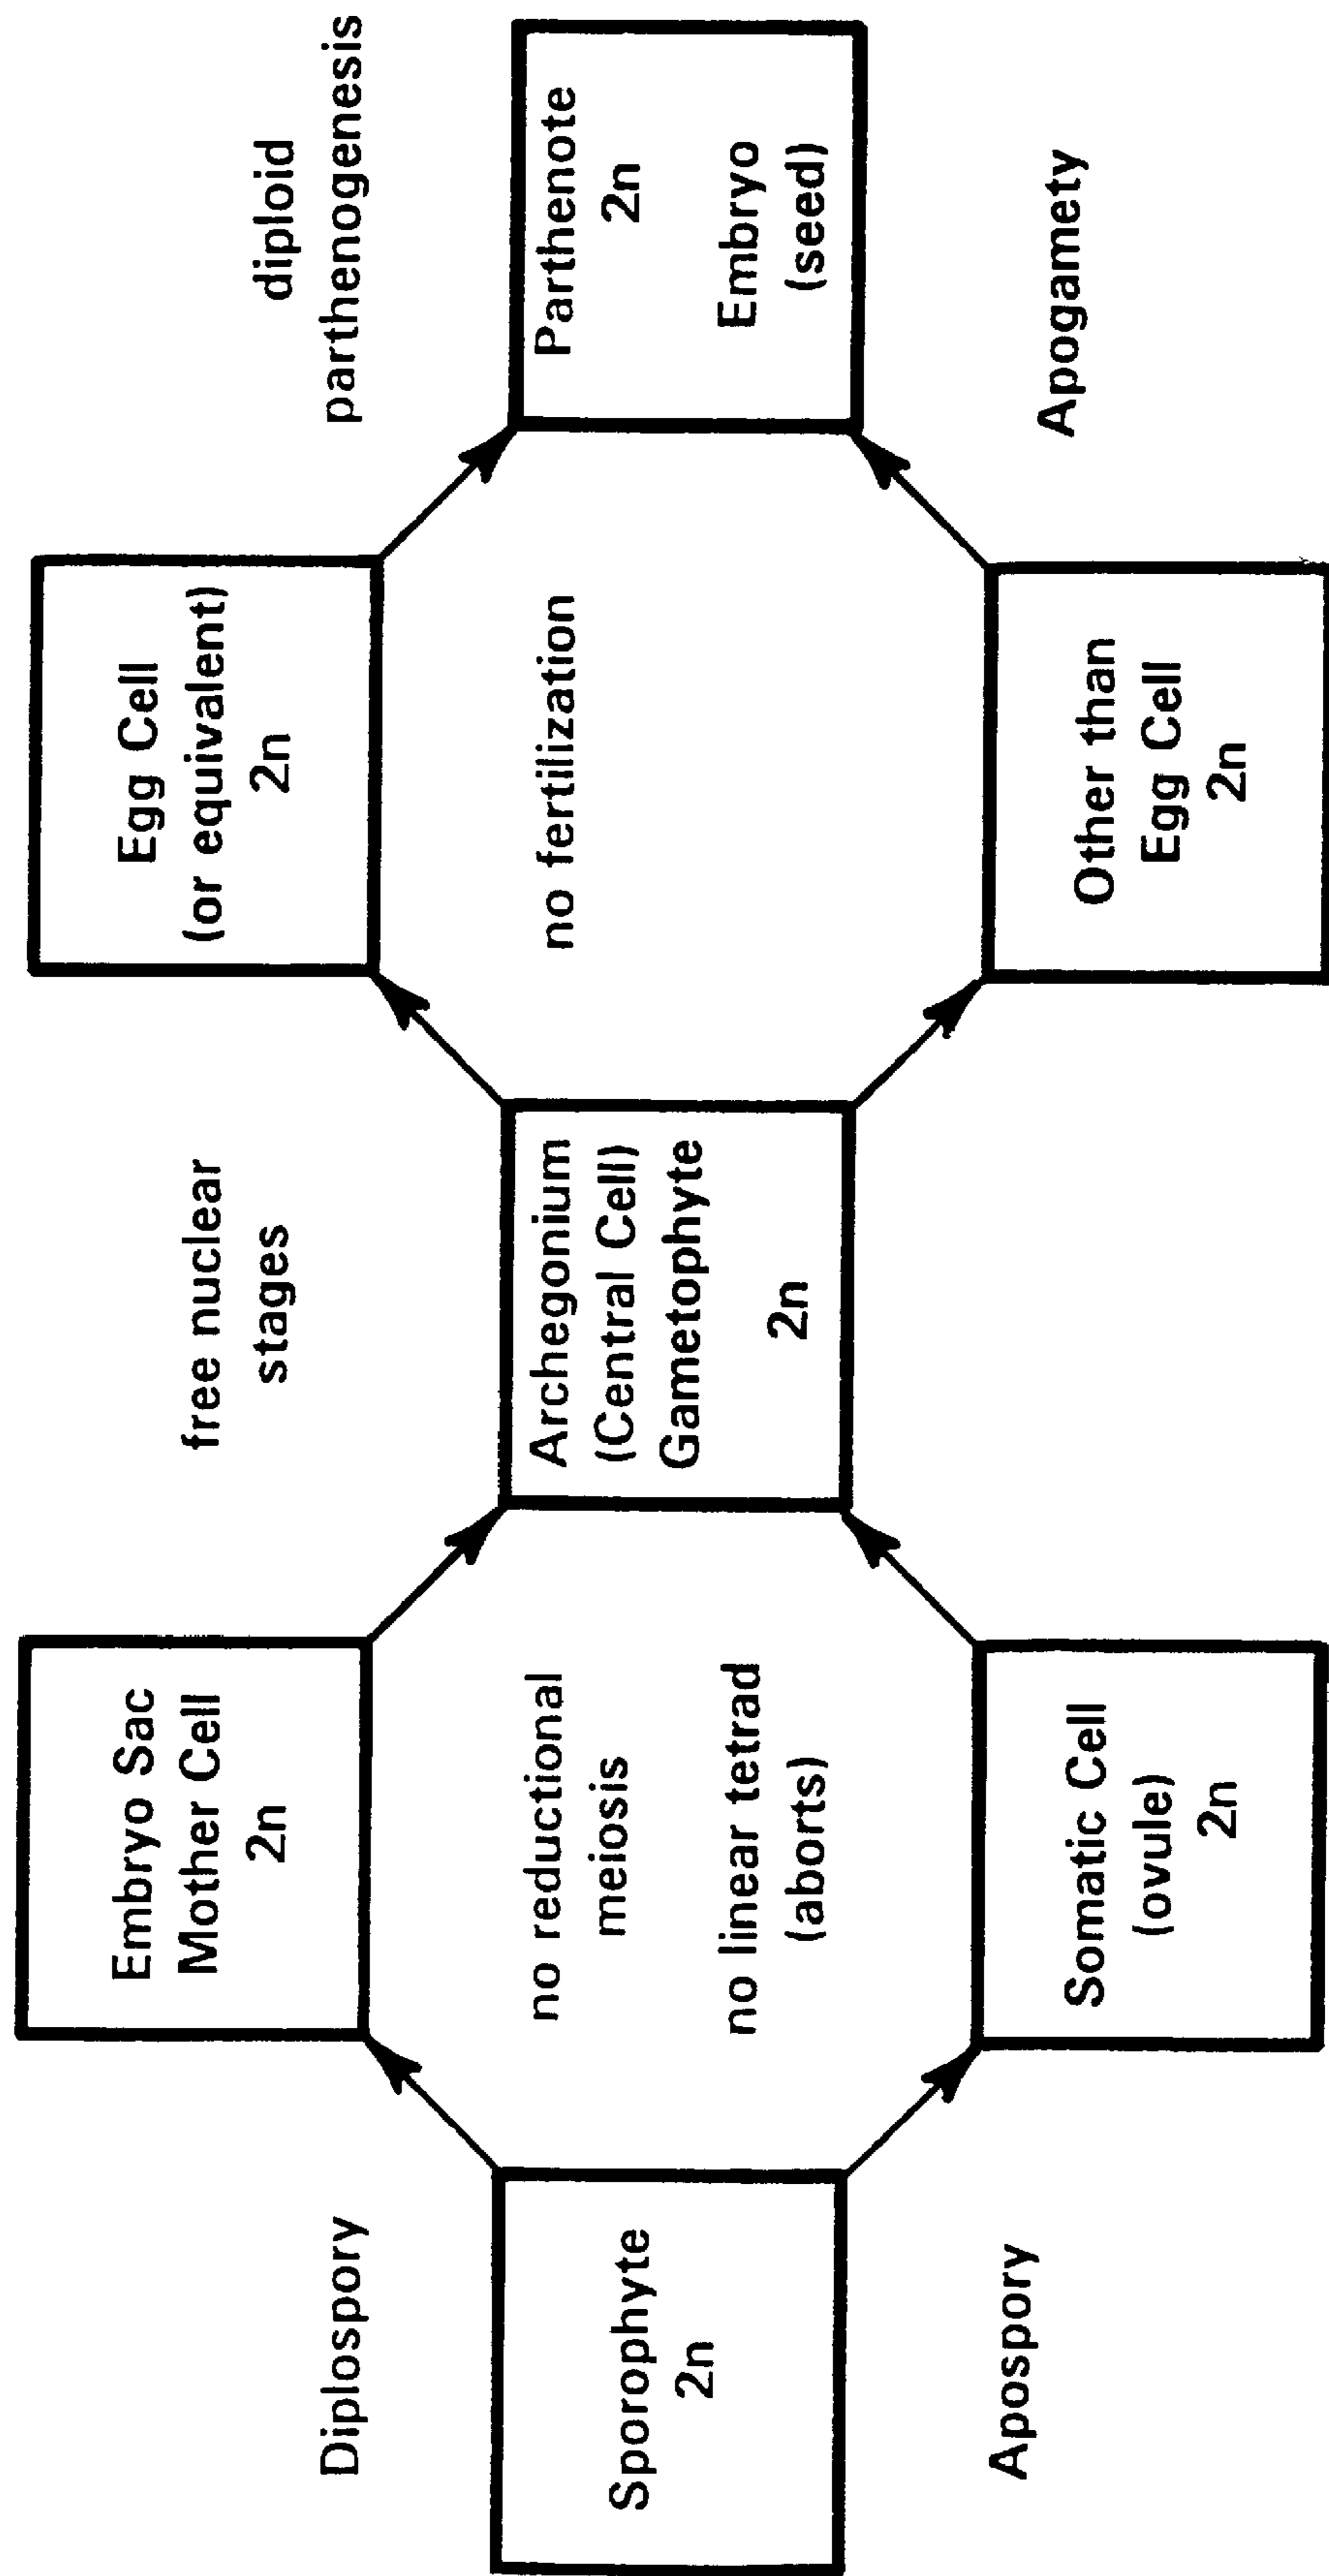 Diplospory
Sporophyte
2n
Apospory
Embryo Sac
Mother Cell
2n
no reductional
meiosis
no linear tetrad
(aborts)
Somatic Cell
(ovule)
2n
free nuclear
stages
Archegonium
(Central Cell)
Gametophyte
2n
Egg Cell
(or equivalent)
2n
no fertilization
Other than
Egg Cell
2n
diploid
parthenogenesis
Parthenote
2n
Embryo
(seed)
Apogamety